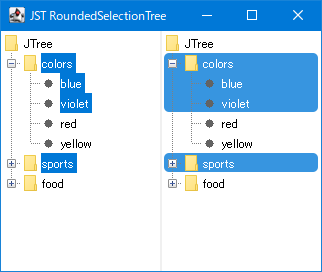 JST RoundedSelectionTree
JTree
colors
blue
violet
red
yellow
sports
food
JTree
colors
blue
violet
red
yellow
sports
food